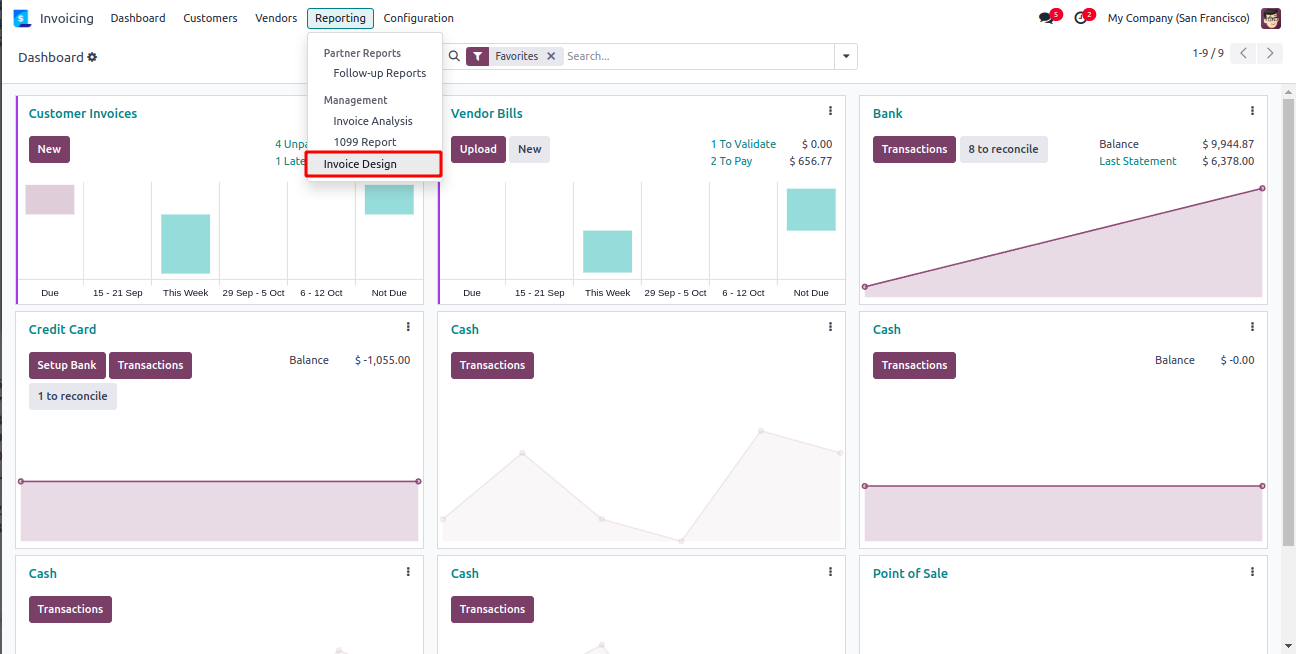 Invoicing Dashboard Customers Vendors Reporting Configuration 5 2 My Company (San Francisco)
Dashboard Favorites Search... 1-9 / 9
Partner Reports
Follow-up Reports
Management
Invoice Analysis
1099 Report
Invoice Design
Customer Invoices
New
4 Unpa
1 Late
Due 15 - 21 Sep This Week 29 Sep - 5 Oct 6 - 12 Oct Not Due
Vendor Bills
Upload New
1 To Validate $ 0.00
2 To Pay $ 656.77
Due 15 - 21 Sep This Week 29 Sep - 5 Oct 6 - 12 Oct Not Due
Bank
Transactions 8 to reconcile
Balance $ 9,944.87
Last Statement $ 6,378.00
Credit Card
Setup Bank Transactions
1 to reconcile
Balance $ -1,055.00
Cash
Transactions
Cash
Transactions
Balance $ -0.00
Cash
Transactions
Cash
Transactions
Point of Sale